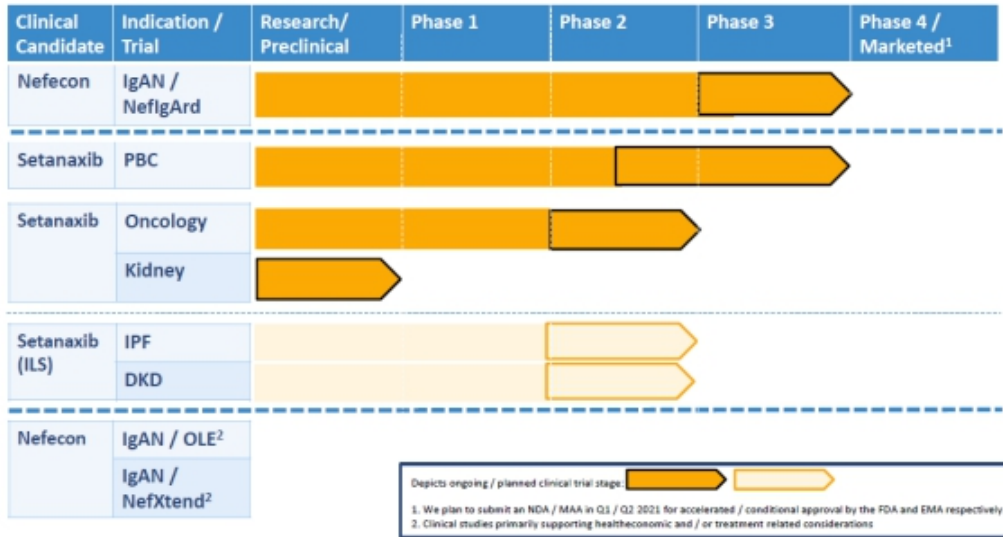 Clinical Candidate
Indication / Trial
Research/ Preclinical
Phase 1
Phase 2
Phase 3
Phase 4 / Marketed¹
Nefecon
IgAN / NefIgArd
Setanaxib
PBC
Setanaxib
Oncology
Kidney
Setanaxib (ILS)
IPF
DKD
Nefecon
IgAN / OLE²
IgAN / NefXtend²
Depicts ongoing / planned clinical trial stage:
1. We plan to submit an NDA / MAA in Q1 / Q2 2021 for accelerated / conditional approval by the FDA and EMA respectively
2. Clinical studies primarily supporting healtheconomic and / or treatment related considerations